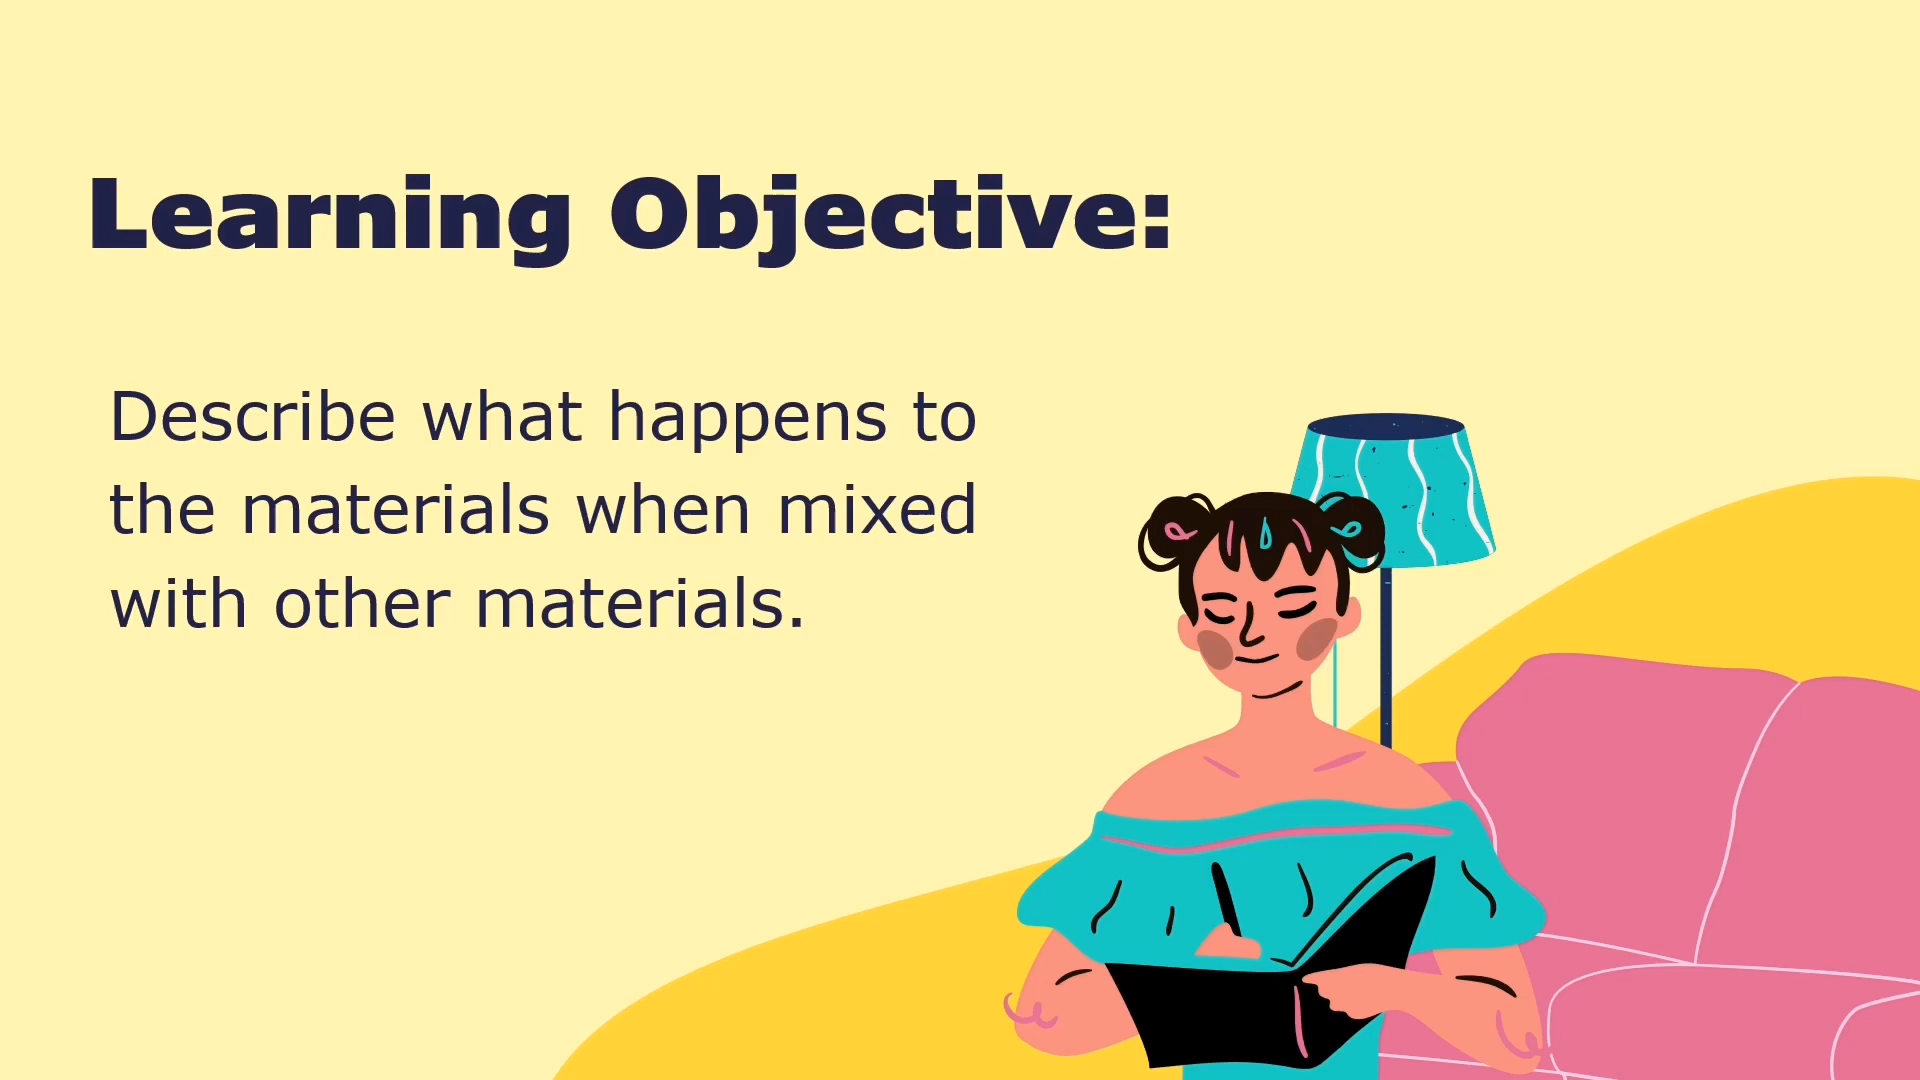 Learning Objective:
Describe what happens to
the materials when mixed
with other materials.